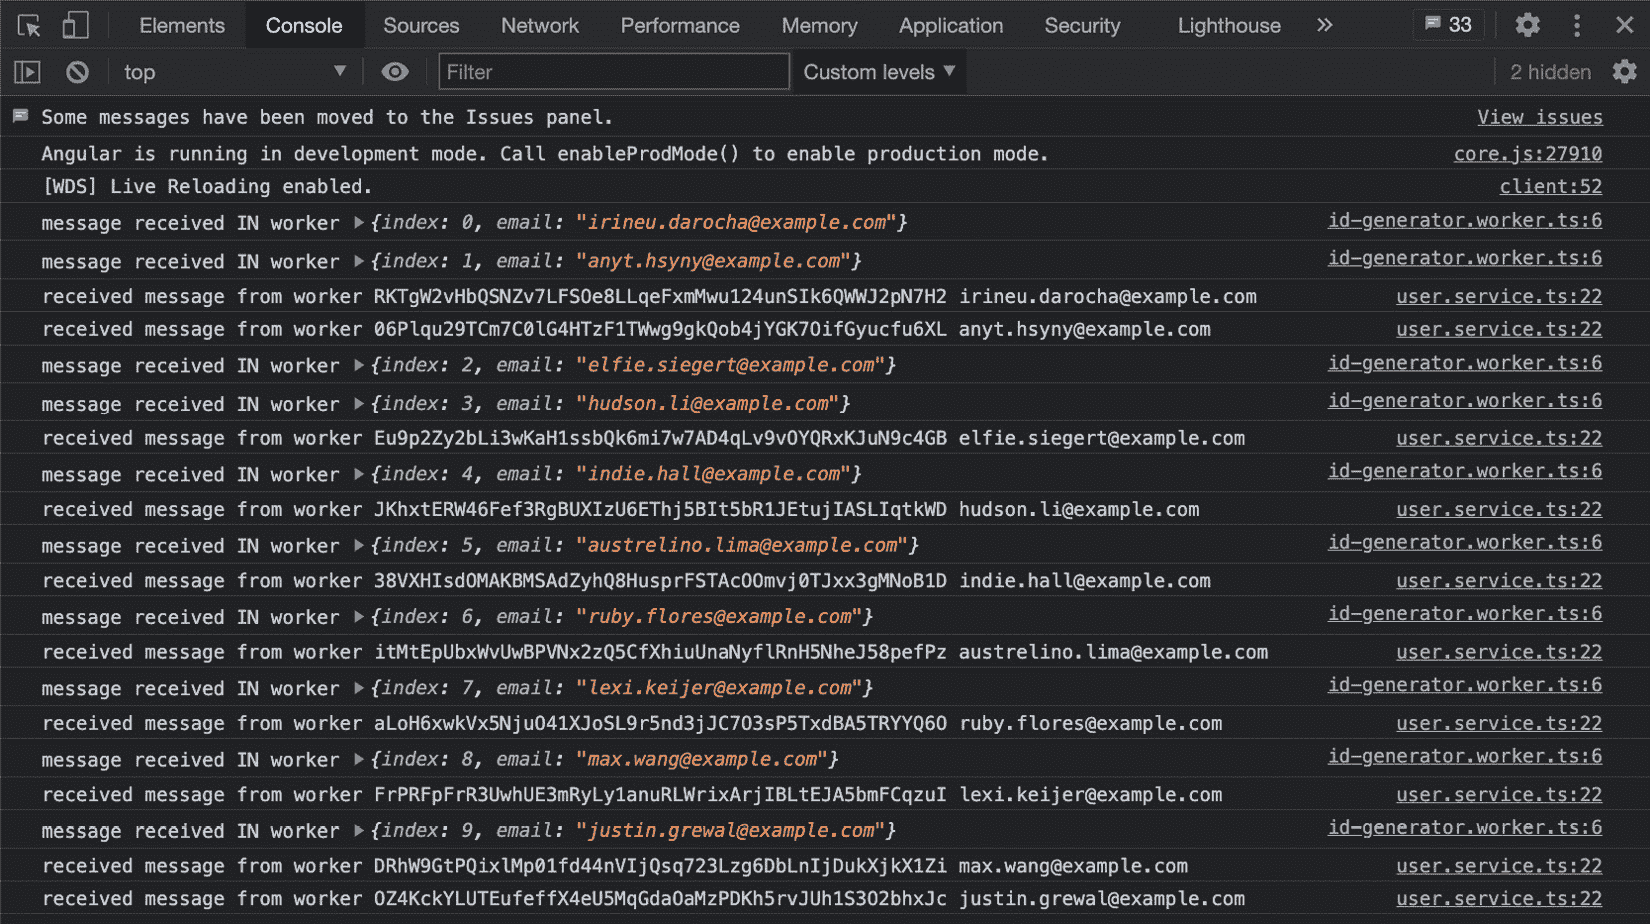 Elements Console Sources Network Performance Memory Application Security Lighthouse » 33
top Filter Custom levels 2 hidden
Some messages have been moved to the Issues panel. View issues
Angular is running in development mode. Call enableProdMode() to enable production mode. core.js:27910
[WDS] Live Reloading enabled. client:52
message received IN worker ▶{index: 0, email: "irineu.darocha@example.com"} id-generator.worker.ts:6
message received IN worker ▶{index: 1, email: "anyt.hsyny@example.com"} id-generator.worker.ts:6
received message from worker RKTgW2vHbQSNZv7LFSOe8LLqeFxmMwu124unSIk6QWWJ2pN7H2 irineu.darocha@example.com user.service.ts:22
received message from worker 06Plqu29TCm7C0lG4HTzF1TWwg9gkQob4jYGK7OifGyucfu6XL anyt.hsyny@example.com user.service.ts:22
message received IN worker ▶{index: 2, email: "elfie.siegert@example.com"} id-generator.worker.ts:6
message received IN worker ▶{index: 3, email: "hudson.li@example.com"} id-generator.worker.ts:6
received message from worker Eu9p2Zy2bLi3wKaH1ssbQk6mi7w7AD4qLv9vOYQRxKJuN9c4GB elfie.siegert@example.com user.service.ts:22
message received IN worker ▶{index: 4, email: "indie.hall@example.com"} id-generator.worker.ts:6
received message from worker JKhxtERW46Fef3RgBUXIzU6EThj5BIt5bR1JEtujIASLIqtkWD hudson.li@example.com user.service.ts:22
message received IN worker ▶{index: 5, email: "austrelino.lima@example.com"} id-generator.worker.ts:6
received message from worker 38VXHIsdOMAKBMSAdZyhQ8HusprFSTAcOOmvj0TJxx3gMNoB1D indie.hall@example.com user.service.ts:22
message received IN worker ▶{index: 6, email: "ruby.flores@example.com"} id-generator.worker.ts:6
received message from worker itMtEpUbxWvUwBPVNx2zQ5CfXhiuUnaNyflRnH5NheJ58pefPz austrelino.lima@example.com user.service.ts:22
message received IN worker ▶{index: 7, email: "lexi.keijer@example.com"} id-generator.worker.ts:6
received message from worker aLoH6xwkVx5NjuO41XJoSL9r5nd3jJC7O3sP5TxdBA5TRYYQ6O ruby.flores@example.com user.service.ts:22
message received IN worker ▶{index: 8, email: "max.wang@example.com"} id-generator.worker.ts:6
received message from worker FrPRFpFrR3UwhUE3mRyLy1anuRLWrixArjIBLtEJA5bmFCqzuI lexi.keijer@example.com user.service.ts:22
message received IN worker ▶{index: 9, email: "justin.grewal@example.com"} id-generator.worker.ts:6
received message from worker DRhW9GtPQixlMp01fd44nVIjQsq723Lzg6DbLnIjDukXjkX1Zi max.wang@example.com user.service.ts:22
received message from worker OZ4KckYLUTEufeffX4eU5MqGdaOaMzPDKh5rvJUh1S3O2bhxJc justin.grewal@example.com user.service.ts:22